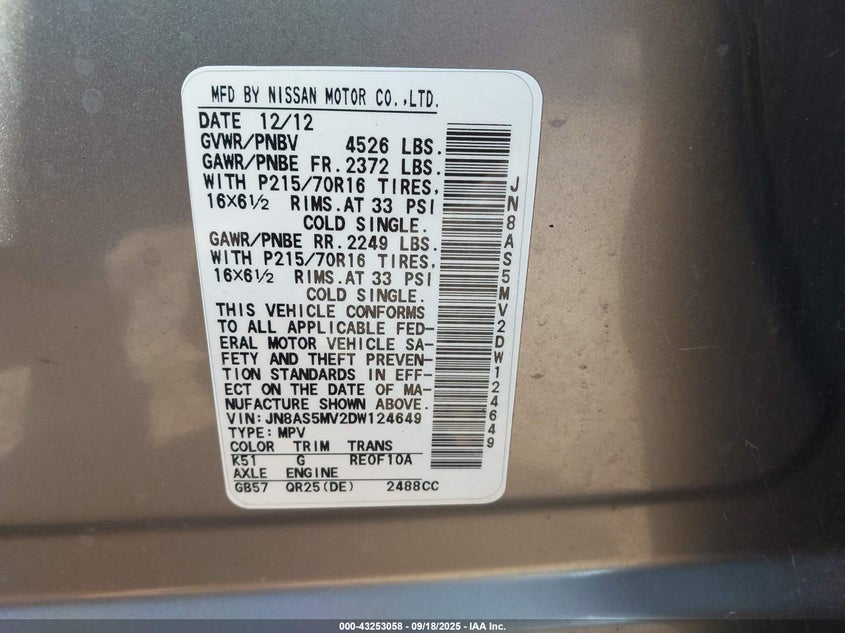 MFD BY NISSAN MOTOR CO.,LTD.
DATE 12/12
GVWR/PNBV 4526 LBS.
GAWR/PNBE FR.2372 LBS.
WITH P215/70R16 TIRES,
16×6½ RIMS.AT 33 PSI
COLD SINGLE.
GAWR/PNBE RR.2249 LBS.
WITH P215/70R16 TIRES,
16×6½ RIMS.AT 33 PSI
COLD SINGLE.
THIS VEHICLE CONFORMS
TO ALL APPLICABLE FED-
ERAL MOTOR VEHICLE SA-
FETY AND THEFT PREVEN-
TION STANDARDS IN EFF-
ECT ON THE DATE OF MA-
NUFACTURE SHOWN ABOVE.
VIN:JN8AS5MV2DW124649
TYPE:MPV
COLOR TRIM TRANS
K51 G RE0F10A
AXLE ENGINE
GB57 QR25(DE) 2488CC
JN8AS5MV2DW124649
000-43253058 - 09/18/2025 - IAA Inc.